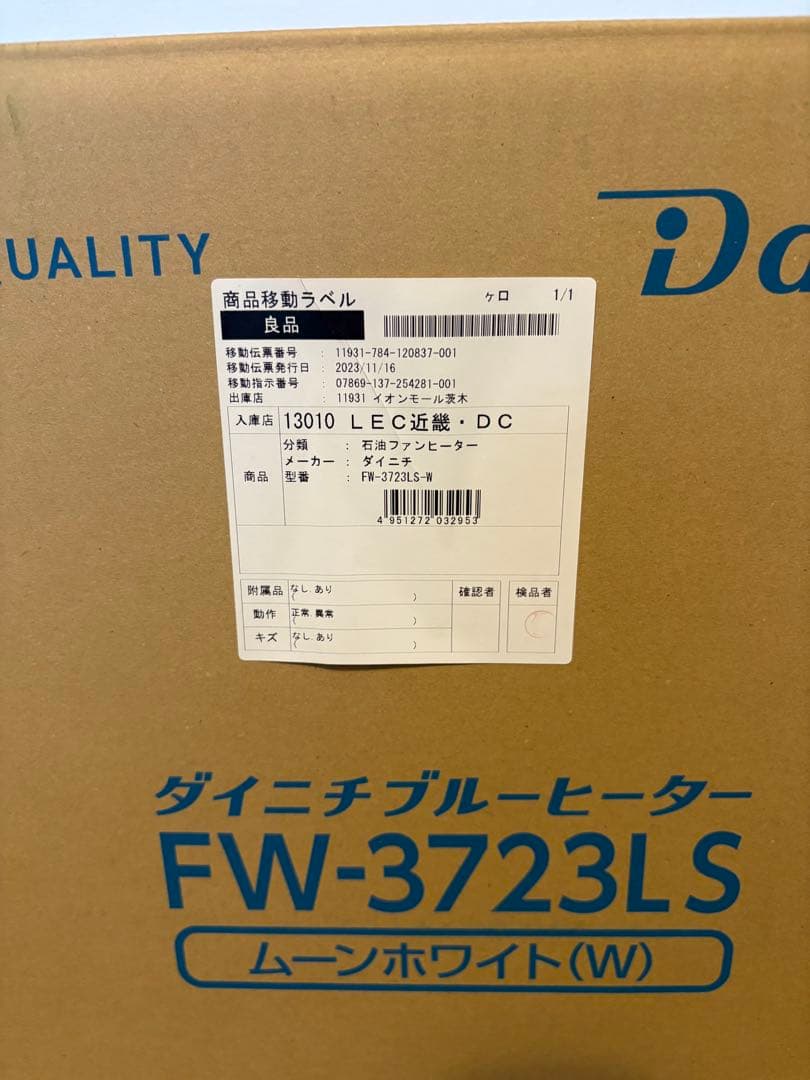 QUALITY
Da
商品移動ラベル ケロ 1/1
良品
移動伝票番号 : 11931-784-120837-001
移動伝票発行日 : 2023/11/16
移動指示番号 : 07869-137-254281-001
出庫店 : 11931 イオンモール茨木
入庫店 13010 LEC近畿・DC
分類 : 石油ファンヒーター
メーカー : ダイニチ
商品 型番 : FW-3723LS-W
4 951272 032953
附属品 なし.あり ( ) 確認者 検品者
動作 正常.異常 ( )
キズ なし.あり ( )
ダイニチブルーヒーター
FW-3723LS
ムーンホワイト(W)